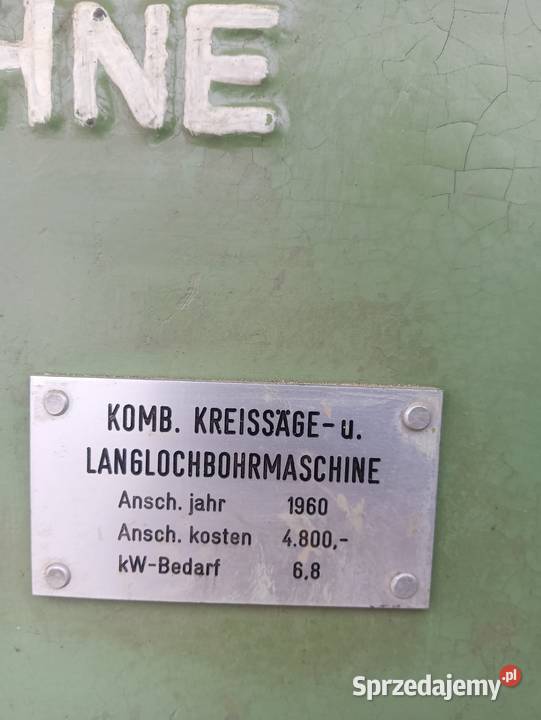 HNE
KOMB. KREISSÄGE-u.
LANGLOCHBOHRMASCHINE
Ansch. jahr 1960
Ansch. kosten 4.800,-
kW-Bedarf 6,8
Sprzedajemy.pl